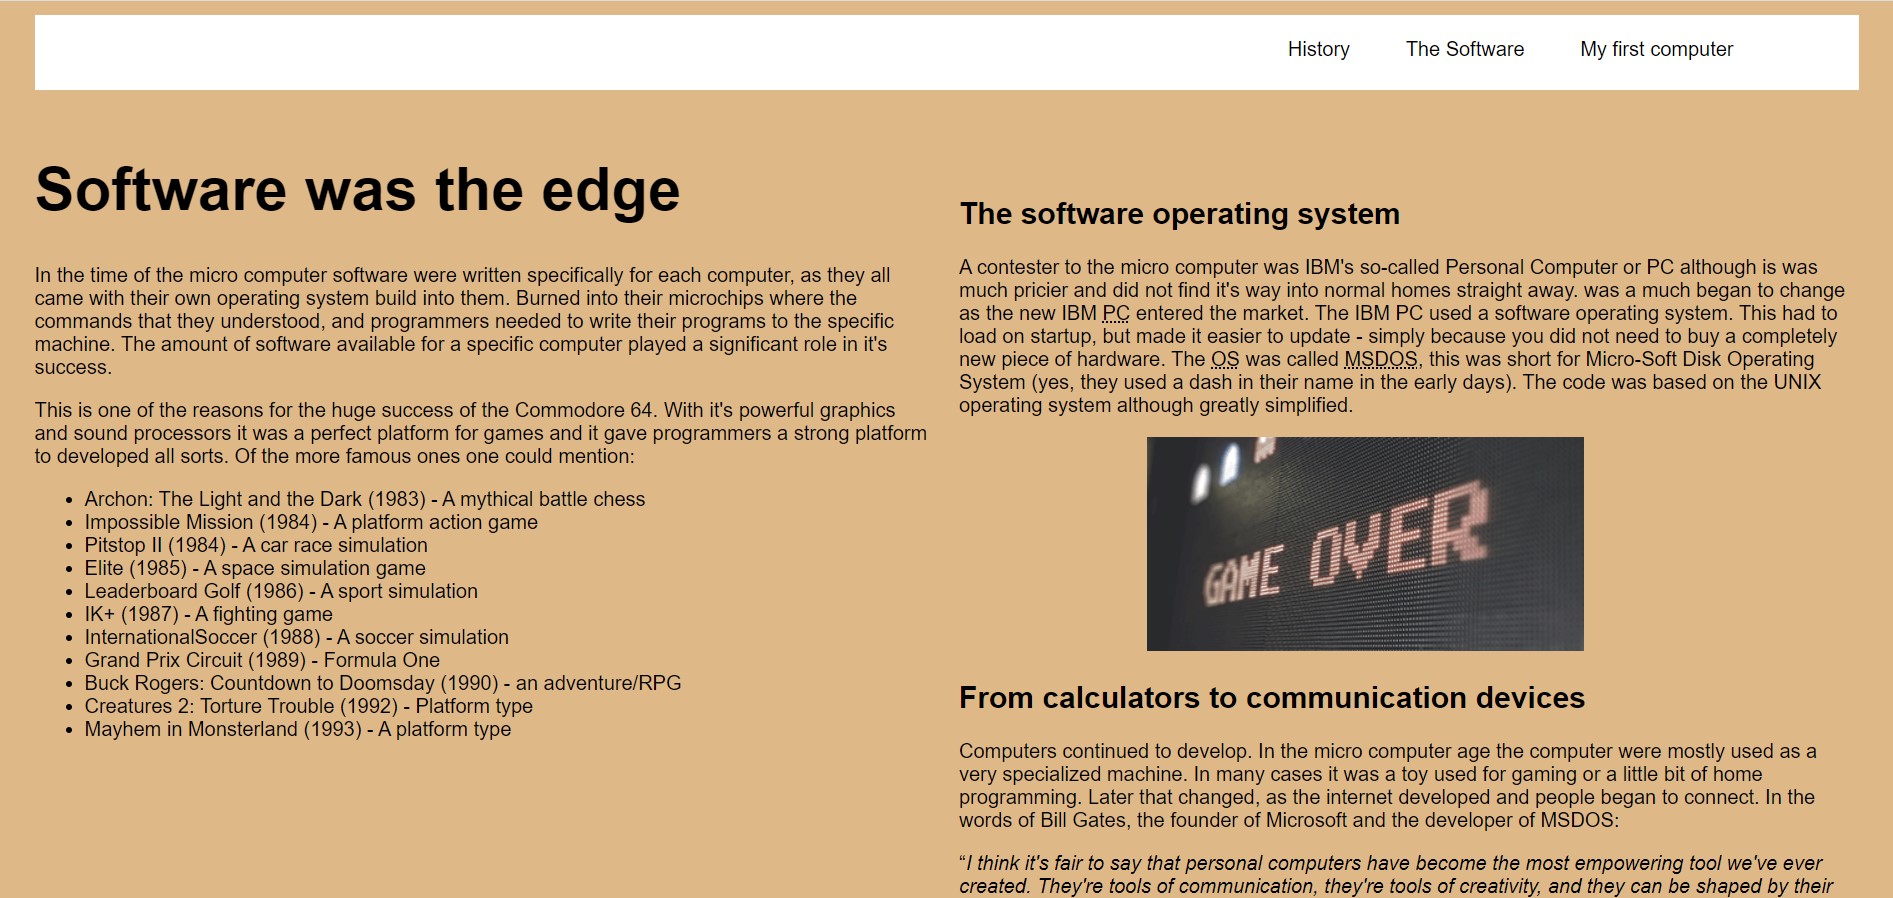 History The Software My first computer
Software was the edge
In the time of the micro computer software were written specifically for each computer, as they all
came with their own operating system build into them. Burned into their microchips where the
commands that they understood, and programmers needed to write their programs to the specific
machine. The amount of software available for a specific computer played a significant role in it's
success.
This is one of the reasons for the huge success of the Commodore 64. With it's powerful graphics
and sound processors it was a perfect platform for games and it gave programmers a strong platform
to developed all sorts. Of the more famous ones one could mention:
• Archon: The Light and the Dark (1983) - A mythical battle chess
• Impossible Mission (1984) - A platform action game
• Pitstop II (1984) - A car race simulation
• Elite (1985) - A space simulation game
• Leaderboard Golf (1986) - A sport simulation
• IK+ (1987) - A fighting game
• InternationalSoccer (1988) - A soccer simulation
• Grand Prix Circuit (1989) - Formula One
• Buck Rogers: Countdown to Doomsday (1990) - an adventure/RPG
• Creatures 2: Torture Trouble (1992) - Platform type
• Mayhem in Monsterland (1993) - A platform type
The software operating system
A contester to the micro computer was IBM's so-called Personal Computer or PC although is was
much pricier and did not find it's way into normal homes straight away. was a much began to change
as the new IBM PC entered the market. The IBM PC used a software operating system. This had to
load on startup, but made it easier to update - simply because you did not need to buy a completely
new piece of hardware. The OS was called MSDOS, this was short for Micro-Soft Disk Operating
System (yes, they used a dash in their name in the early days). The code was based on the UNIX
operating system although greatly simplified.
GAME OVER
From calculators to communication devices
Computers continued to develop. In the micro computer age the computer were mostly used as a
very specialized machine. In many cases it was a toy used for gaming or a little bit of home
programming. Later that changed, as the internet developed and people began to connect. In the
words of Bill Gates, the founder of Microsoft and the developer of MSDOS:
“I think it's fair to say that personal computers have become the most empowering tool we've ever
created. They're tools of communication, they're tools of creativity, and they can be shaped by their